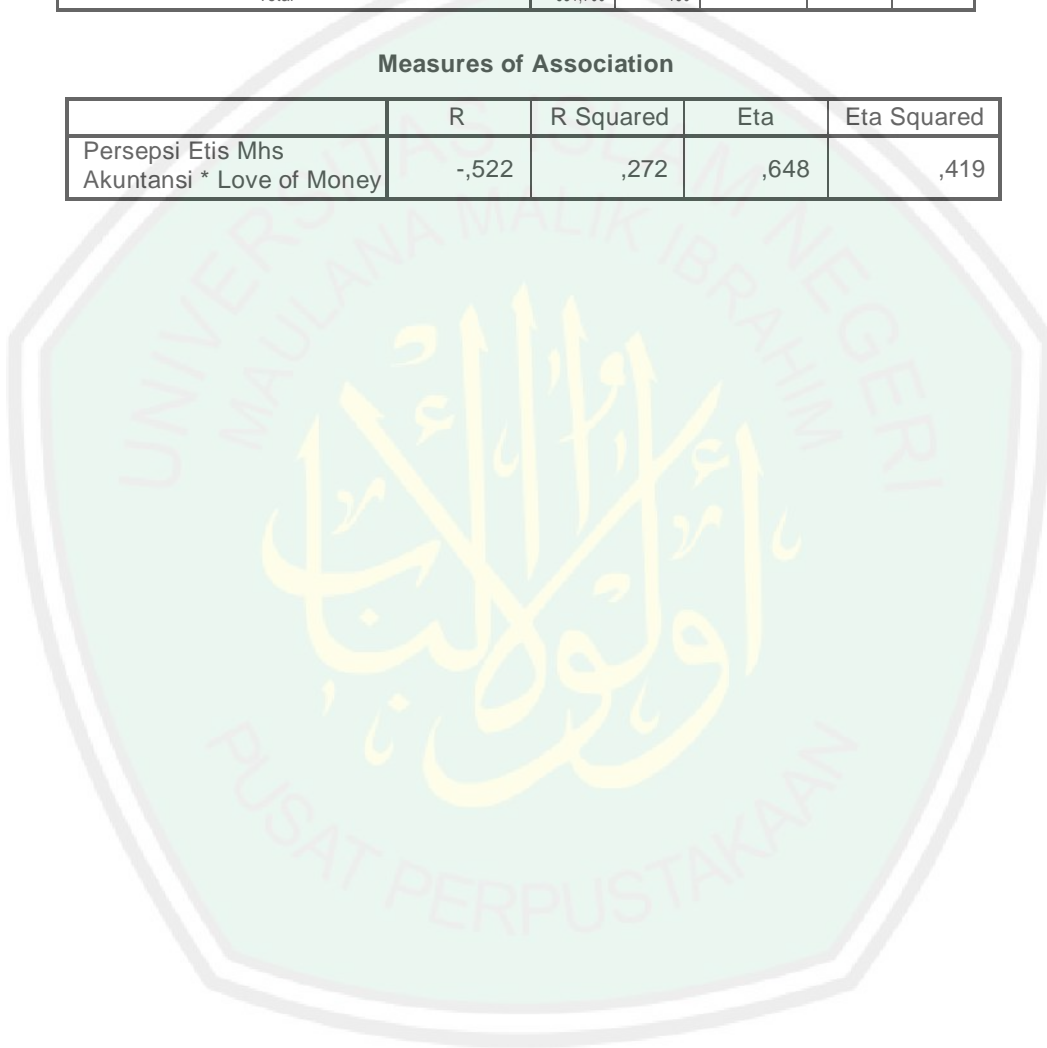 Total
Measures of Association
R R Squared Eta Eta Squared
Persepsi Etis Mhs
Akuntansi * Love of Money -,522 ,272 ,648 ,419
UNIVERSITAS ISLAM NEGERI
MAULANA MALIK IBRAHIM
PUSAT PERPUSTAKAAN